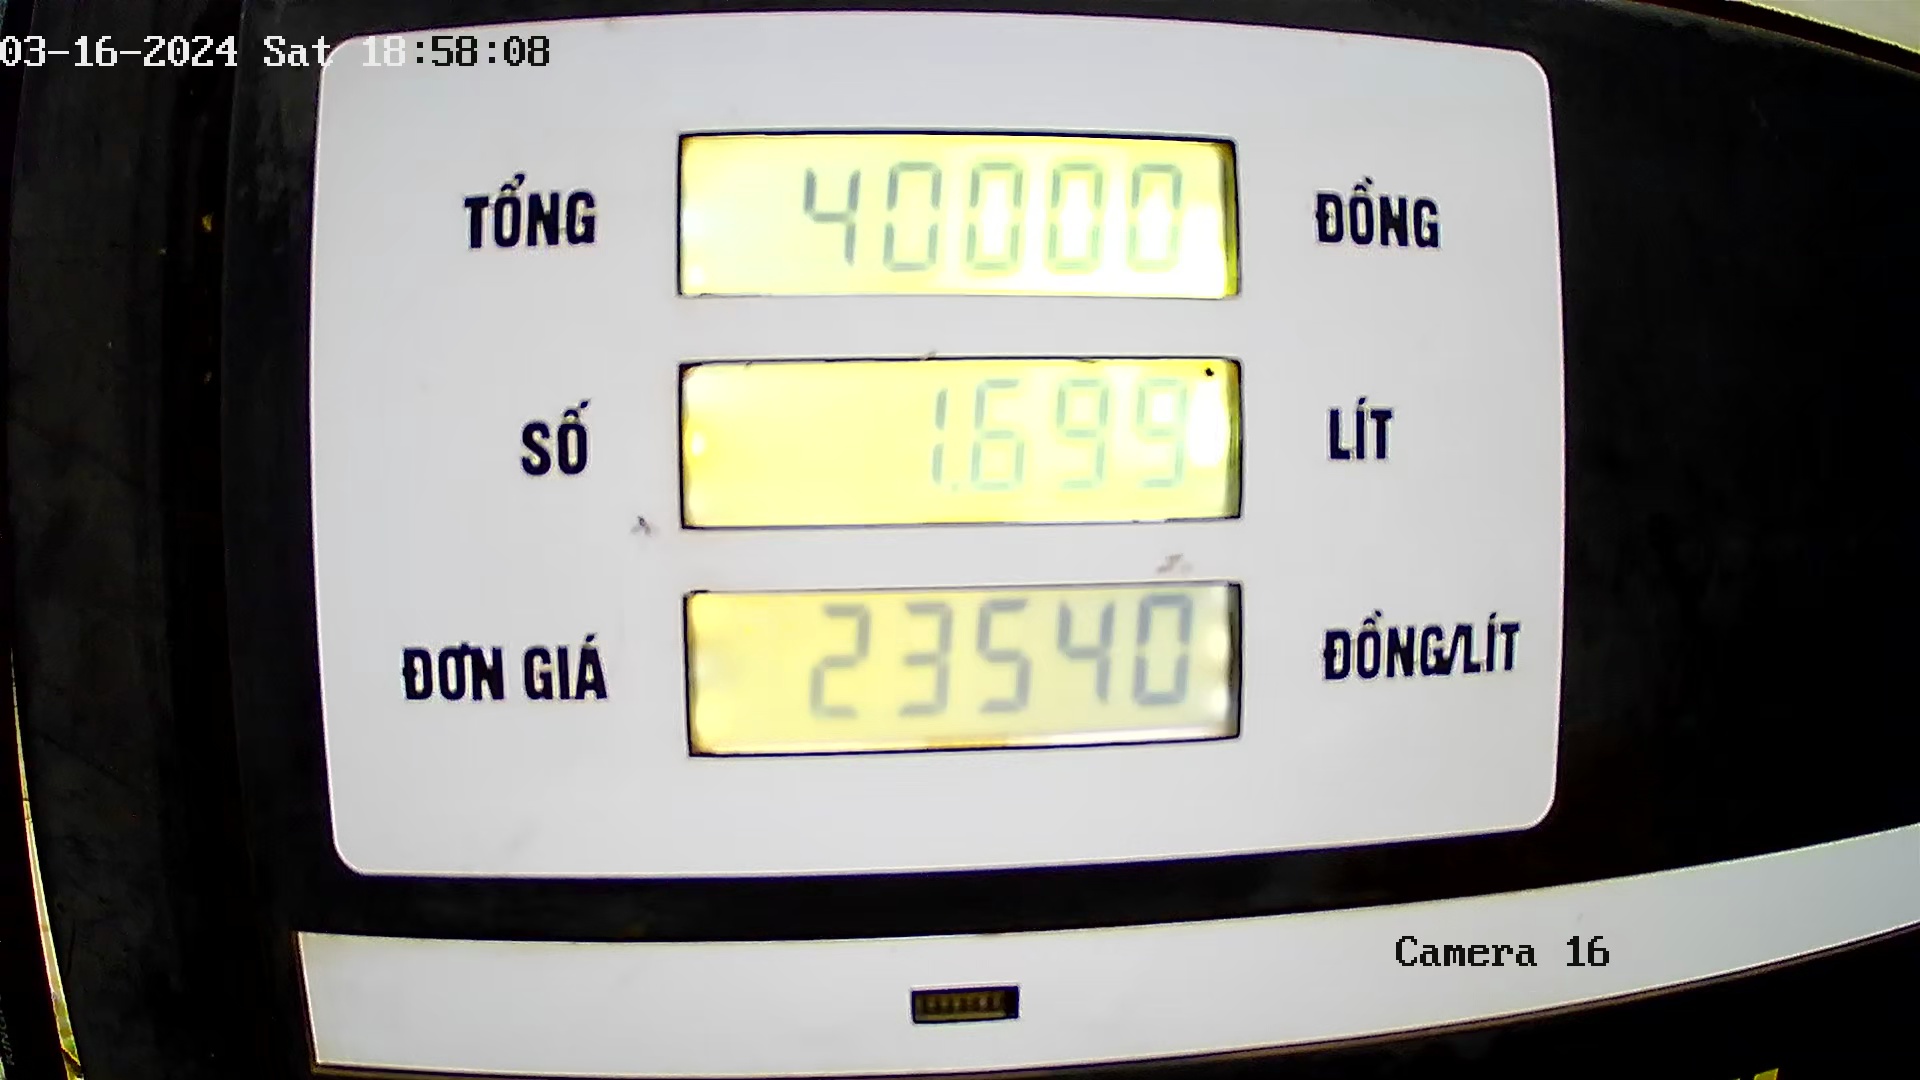 03-16-2024 Sat 18:58:08
TỔNG 40000 ĐỒNG
SỐ 1.699 LÍT
ĐƠN GIÁ 23540 ĐỒNG/LÍT
Camera 16